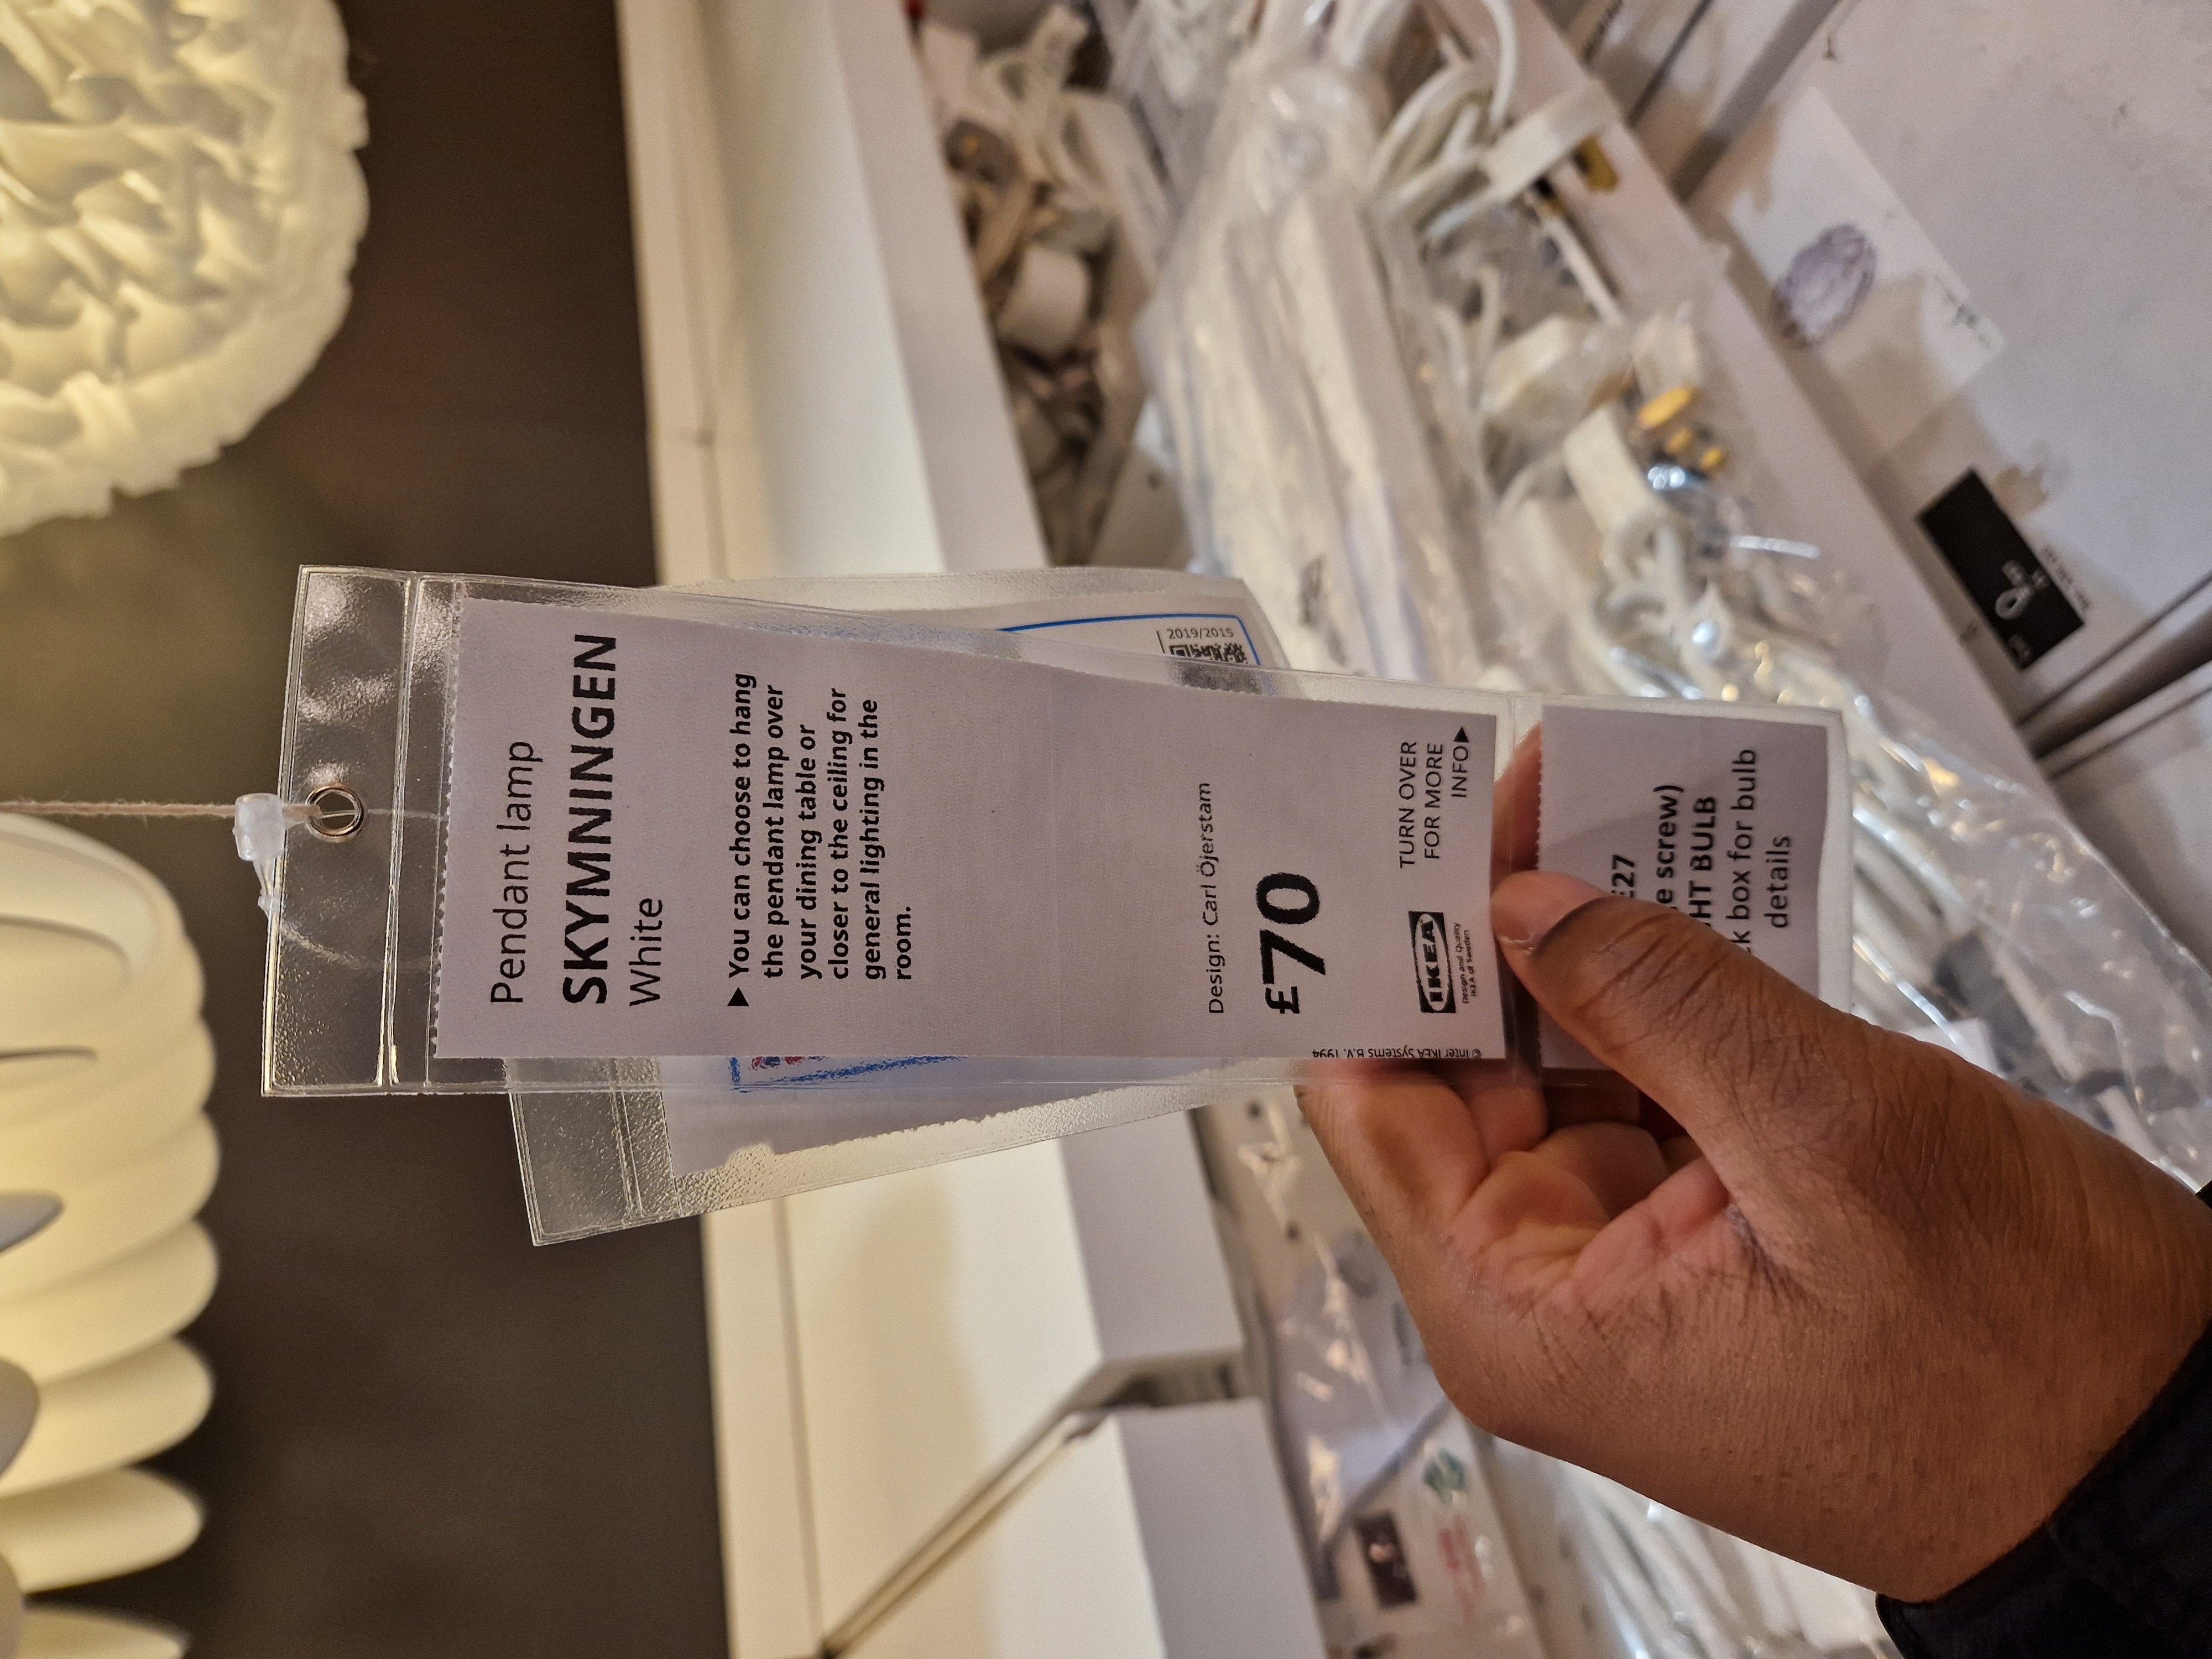 Pendant lamp
SKYMNINGEN
White
▶ You can choose to hang
the pendant lamp over
your dining table or
closer to the ceiling for
general lighting in the
room.
Design: Carl Öjerstam
£70
© Inter IKEA Systems B.V. 1994
IKEA
Design and Quality
IKEA of Sweden
TURN OVER
FOR MORE
INFO▶
E27
screw)
BULB
box for bulb
details
2019/2015